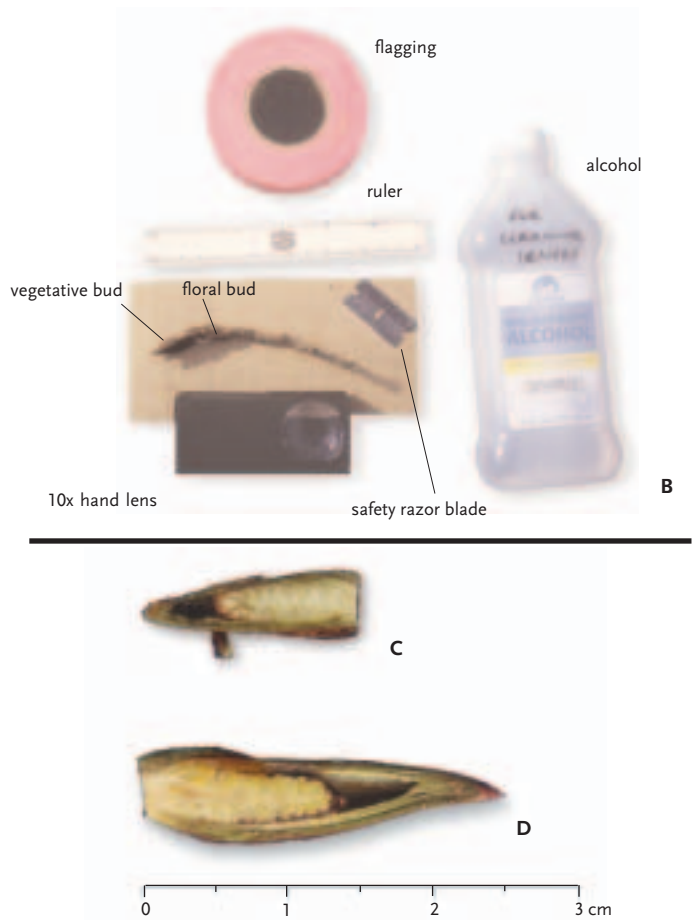 flagging
alcohol
ruler
vegetative bud
floral bud
ALCOHOL
B
10x hand lens
safety razor blade
C
D
0 1 2 3 cm